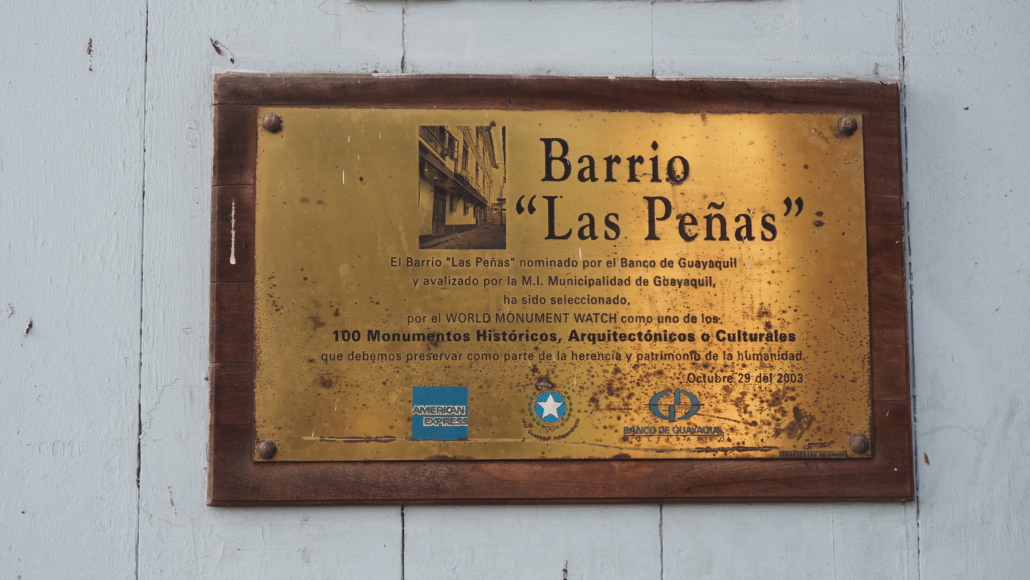 Barrio
“Las Peñas”
El Barrio "Las Peñas" nominado por el Banco de Guayaquil
y avalizado por la M.I. Municipalidad de Guayaquil,
ha sido seleccionado,
por el WORLD MONUMENT WATCH como uno de los
100 Monumentos Históricos, Arquitectónicos o Culturales
que debemos preservar como parte de la herencia y patrimonio de la humanidad.
Octubre 29 del 2003
AMERICAN
EXPRESS
BANCO DE GUAYAQUIL
MULTIBANCO